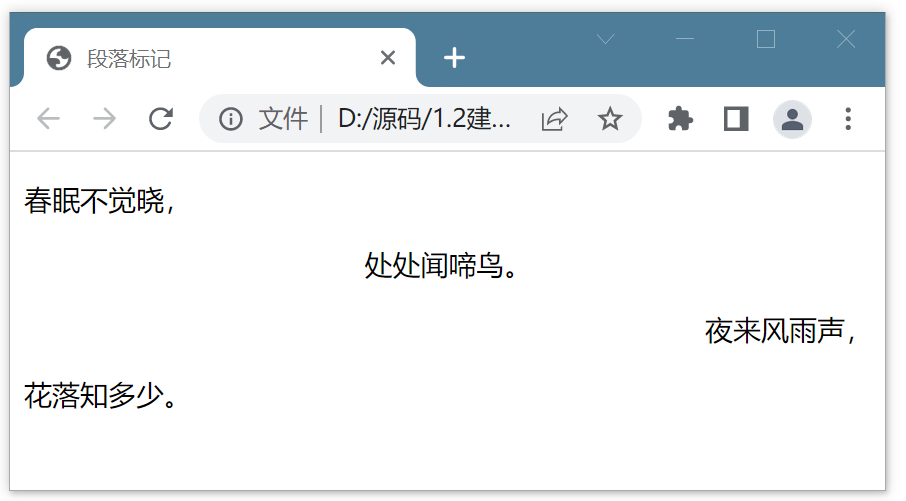 段落标记
文件 D:/源码/1.2建...
春眠不觉晓，
处处闻啼鸟。
夜来风雨声，
花落知多少。